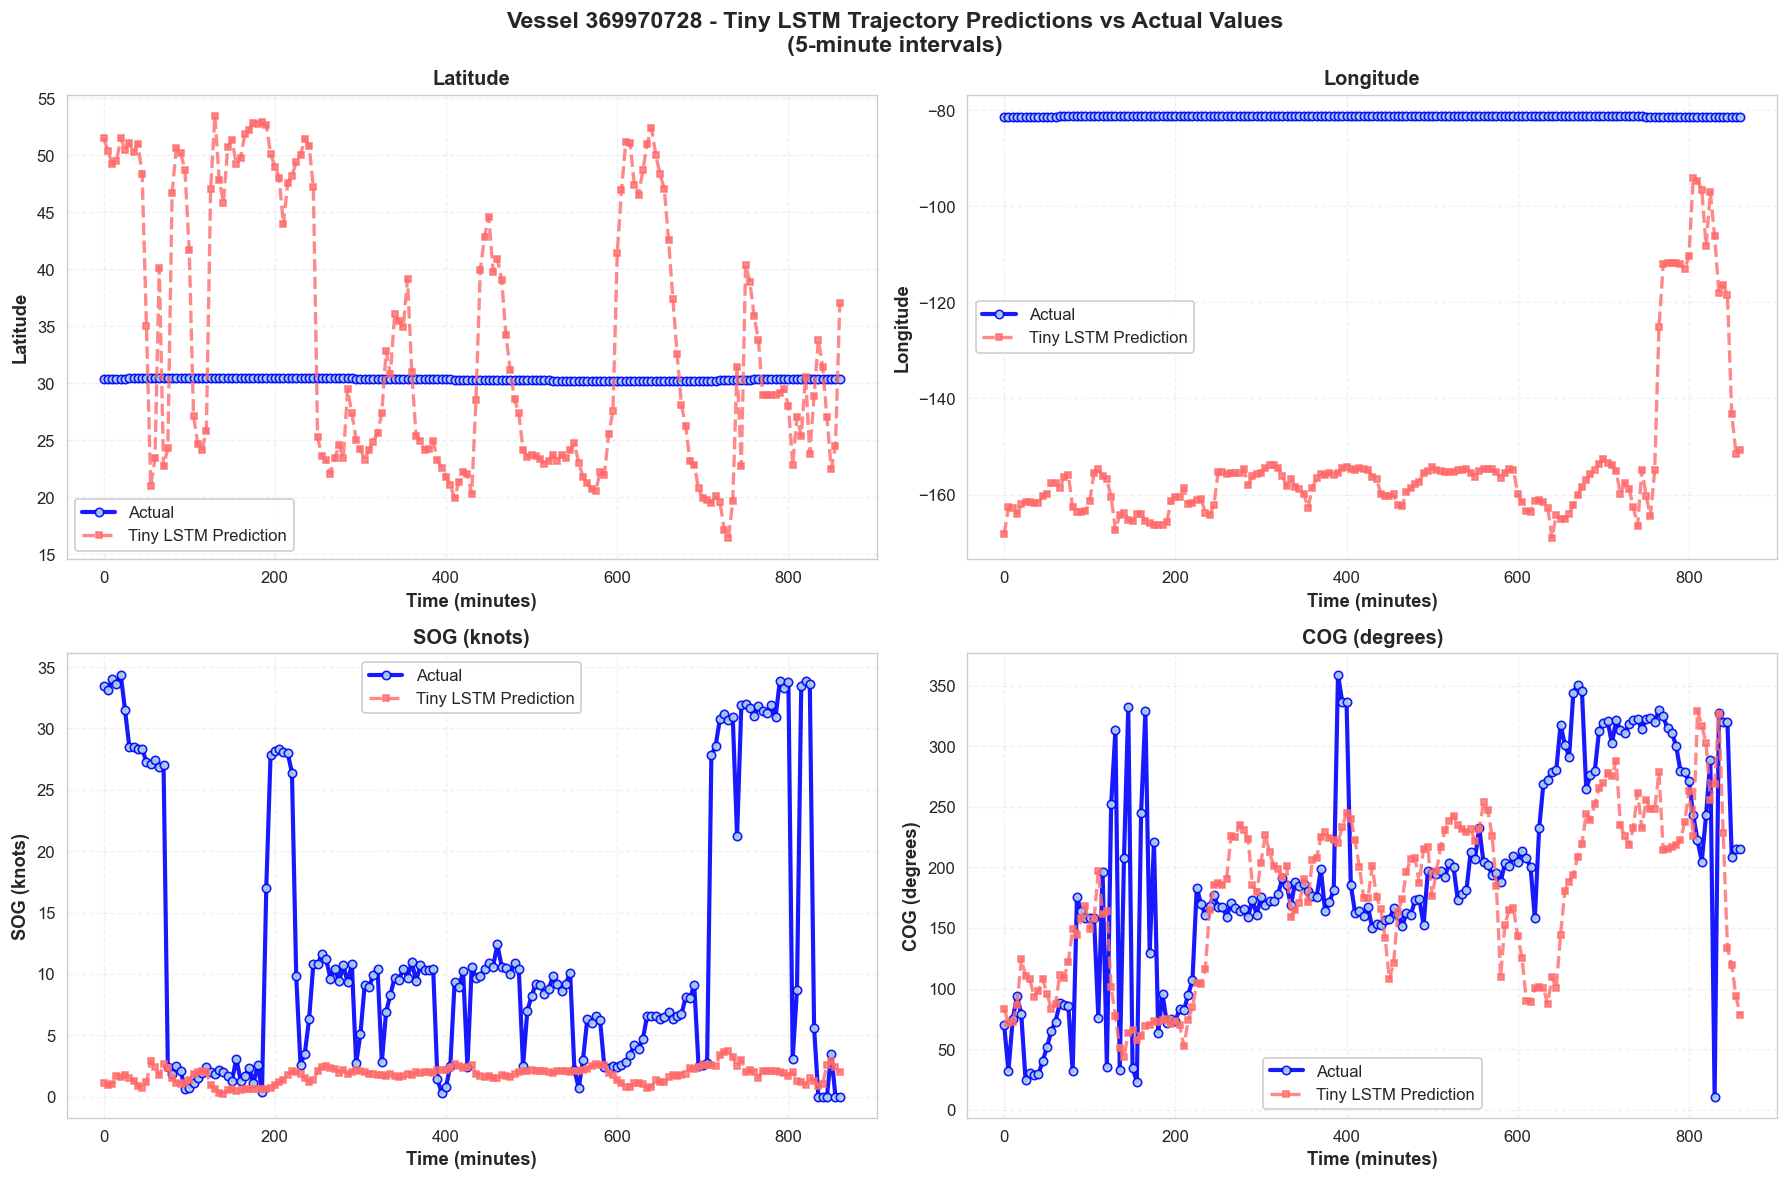 Vessel 369970728 - Tiny LSTM Trajectory Predictions vs Actual Values
(5-minute intervals)
Latitude
Latitude
55
50
45
40
35
30
25
20
15
Actual
Tiny LSTM Prediction
0 200 400 600 800
Time (minutes)
Longitude
Longitude
−80
−100
−120
−140
−160
Actual
Tiny LSTM Prediction
0 200 400 600 800
Time (minutes)
SOG (knots)
SOG (knots)
35
30
25
20
15
10
5
0
Actual
Tiny LSTM Prediction
0 200 400 600 800
Time (minutes)
COG (degrees)
COG (degrees)
350
300
250
200
150
100
50
0
Actual
Tiny LSTM Prediction
0 200 400 600 800
Time (minutes)